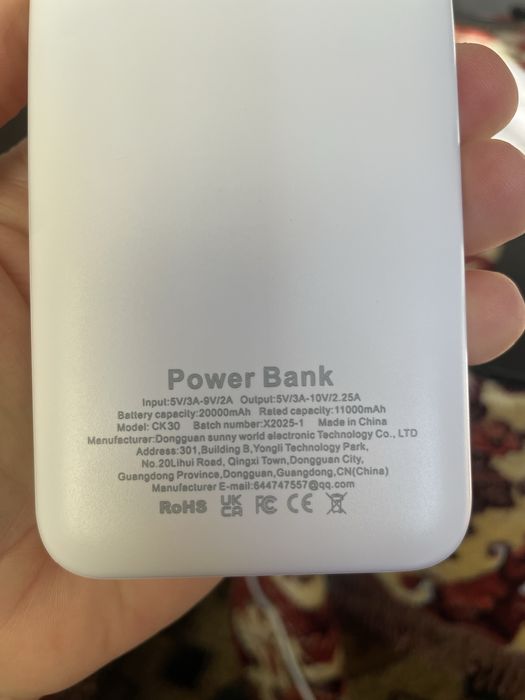 Power Bank
Input:5V/3A-9V/2A Output:5V/3A-10V/2.25A
Battery capacity:20000mAh Rated capacity:11000mAh
Model: CK30 Batch number:X2025-1 Made in China
Manufacturer:Dongguan sunny world electronic Technology Co., LTD
Address:301,Building B,Yongli Technology Park,
No.20Lihui Road, Qingxi Town,Dongguan City,
Guangdong Province,Dongguan,Guangdong,CN(China)
Manufacturer E-mail:644747557@qq.com
RoHS UK CA FC CE